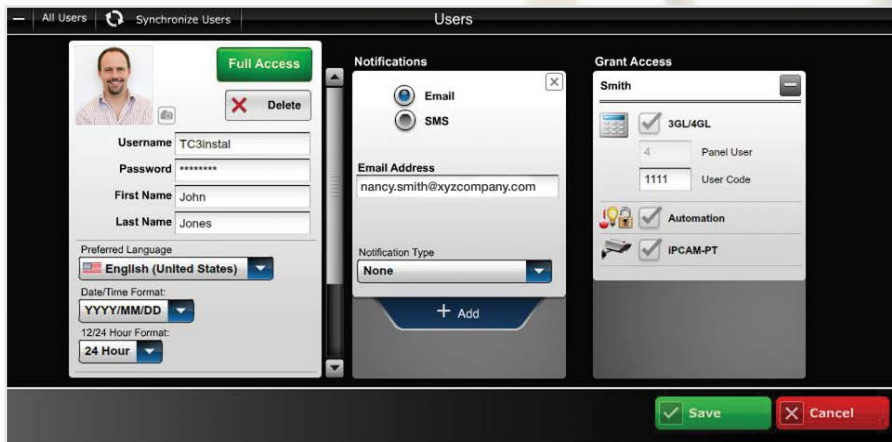 All Users
Synchronize Users
Users
Full Access
Delete
Username TC3instal
Password ********
First Name John
Last Name Jones
Preferred Language
English (United States)
Date/Time Format:
YYYY/MM/DD
12/24 Hour Format:
24 Hour
Notifications
Email
SMS
Email Address
nancy.smith@xyzcompany.com
Notification Type
None
+ Add
Grant Access
Smith
3GL/4GL
4 Panel User
1111 User Code
Automation
iPCAM-PT
Save
Cancel